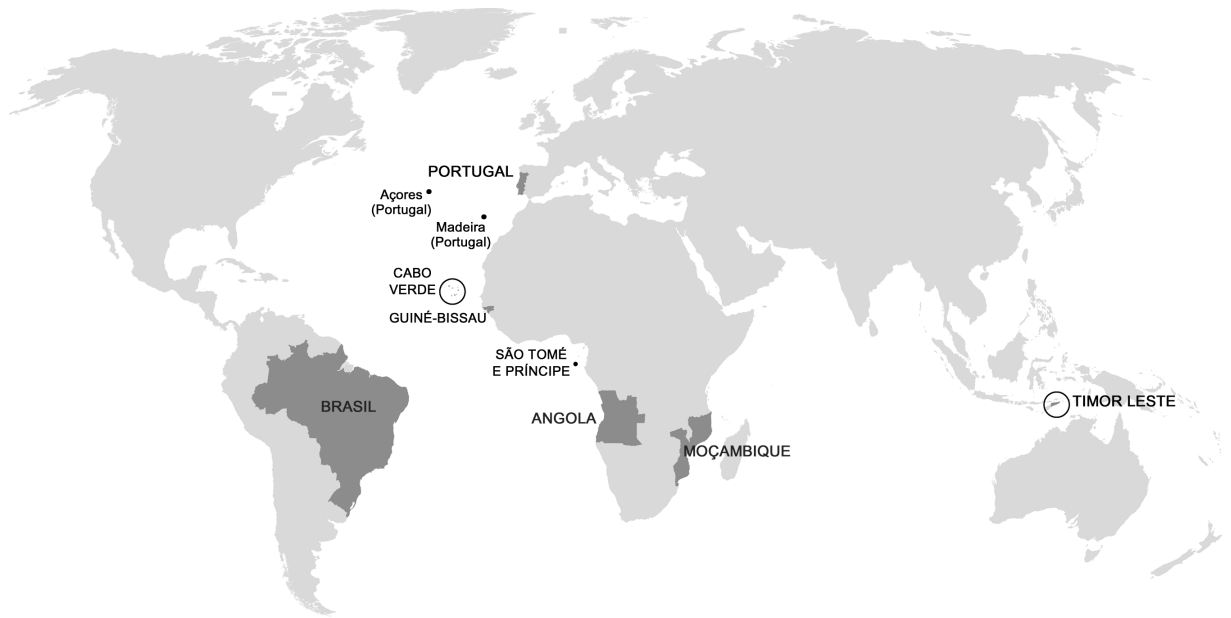 PORTUGAL
Açores
(Portugal)
Madeira
(Portugal)
CABO
VERDE
GUINÉ-BISSAU
SÃO TOMÉ
E PRÍNCIPE
BRASIL
ANGOLA
TIMOR LESTE
MOÇAMBIQUE